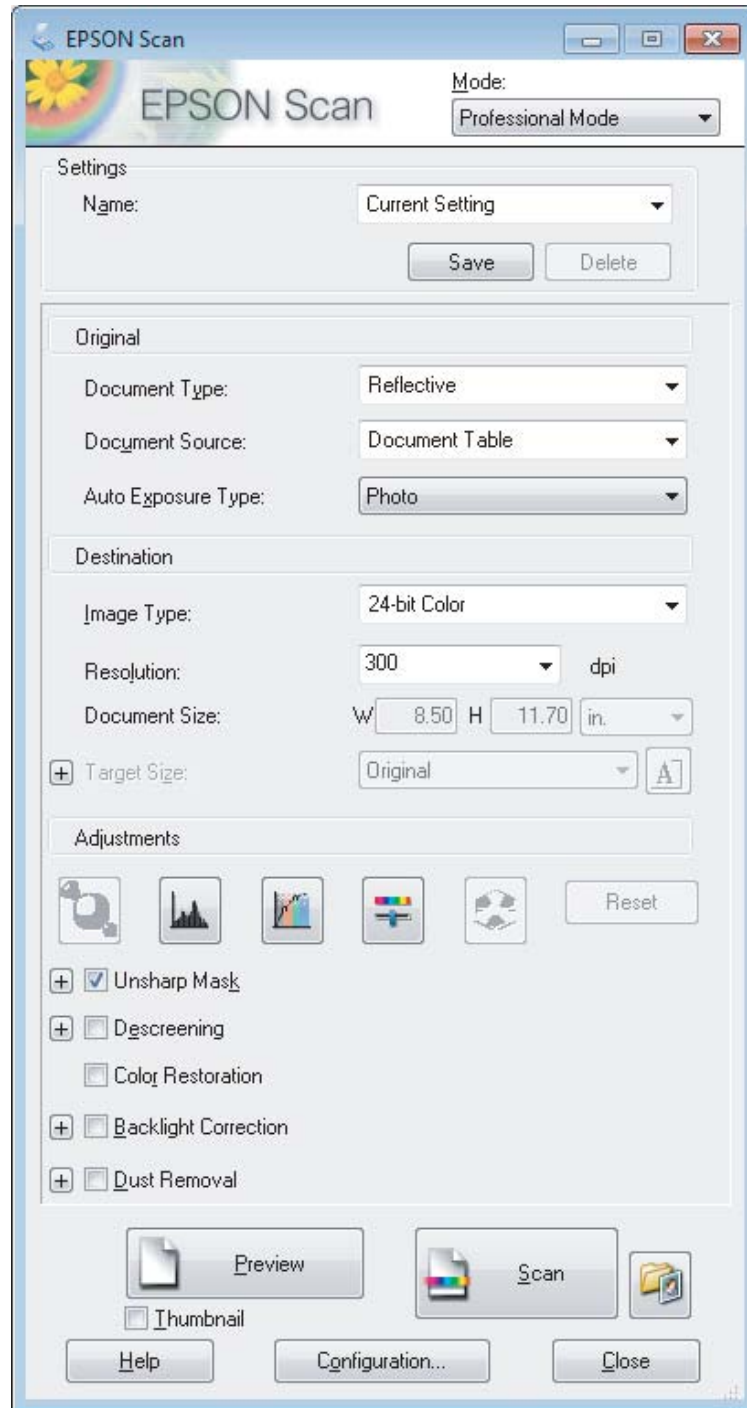 EPSON Scan
EPSON Scan
Mode:
Professional Mode
Settings
Name:
Current Setting
Save
Delete
Original
Document Type:
Reflective
Document Source:
Document Table
Auto Exposure Type:
Photo
Destination
Image Type:
24-bit Color
Resolution:
300
dpi
Document Size:
W 8.50 H 11.70 in.
Target Size:
Original
A
Adjustments
Reset
Unsharp Mask
Descreening
Color Restoration
Backlight Correction
Dust Removal
Preview
Scan
Thumbnail
Help
Configuration...
Close